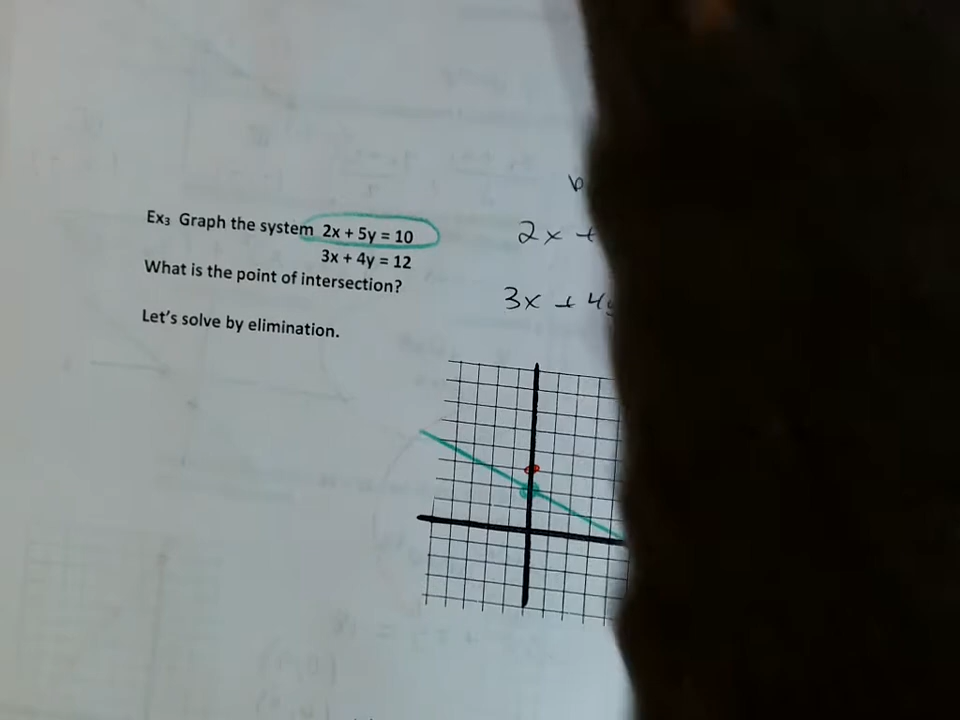 Ex3 Graph the system 2x + 5y = 10
3x + 4y = 12
What is the point of intersection?
Let's solve by elimination.
2x +
3x + 4y